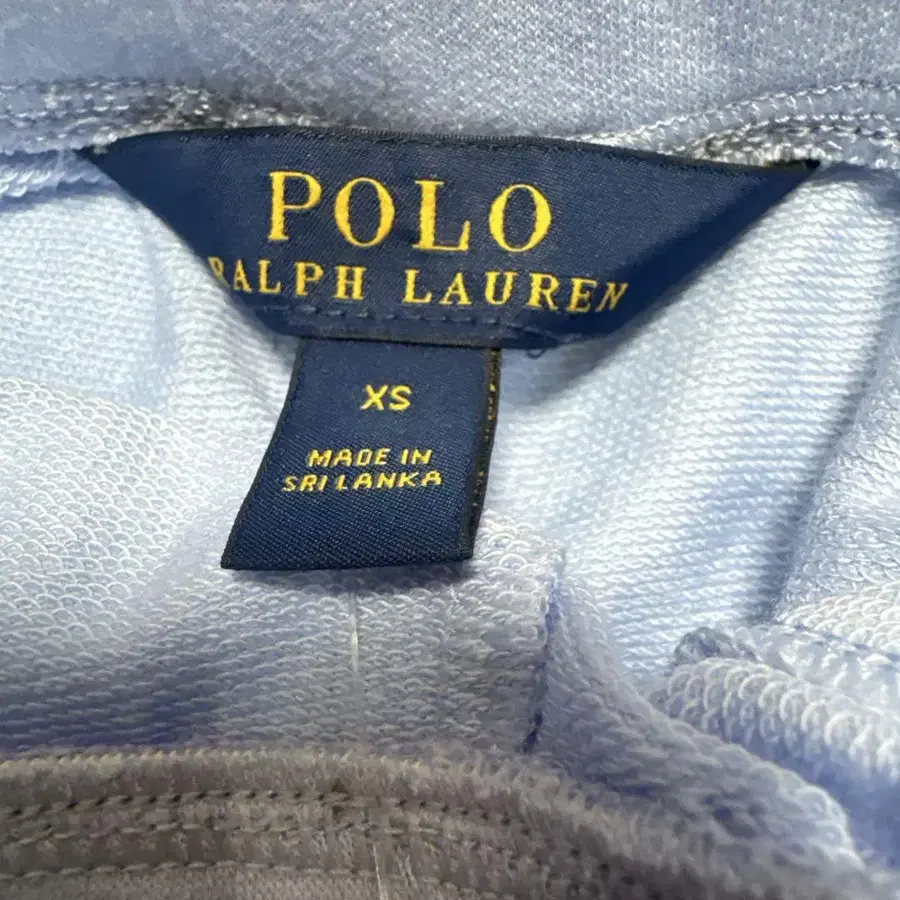 POLO
RALPH LAUREN
XS
MADE IN
SRI LANKA